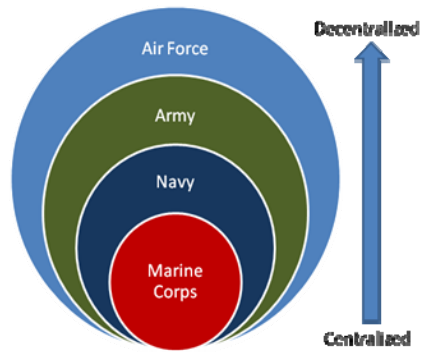 Decentralized
Air Force
Army
Navy
Marine
Corps
Centralized